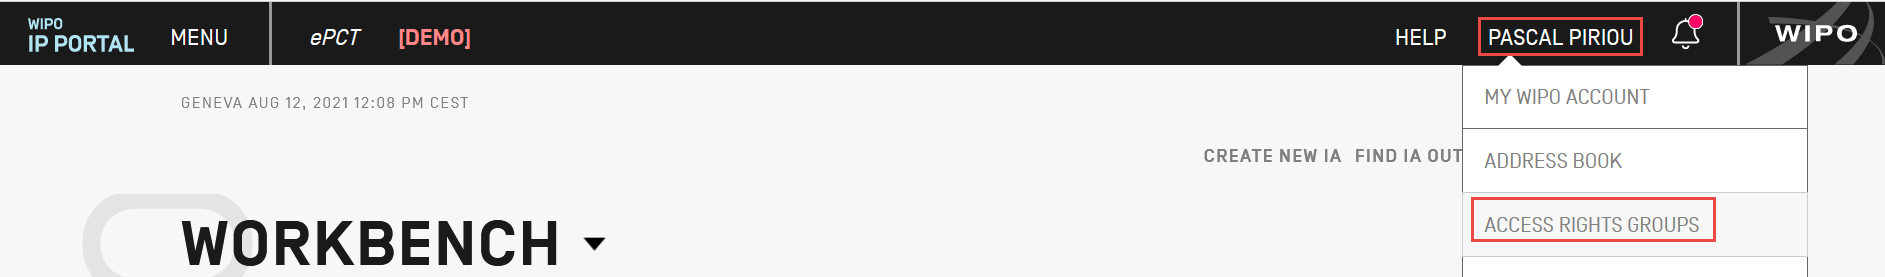 WIPO
IP PORTAL
MENU
ePCT
[DEMO]
HELP
PASCAL PIRIOU
WIPO
GENEVA AUG 12, 2021 12:08 PM CEST
MY WIPO ACCOUNT
CREATE NEW IA FIND IA OUT
ADDRESS BOOK
WORKBENCH
ACCESS RIGHTS GROUPS